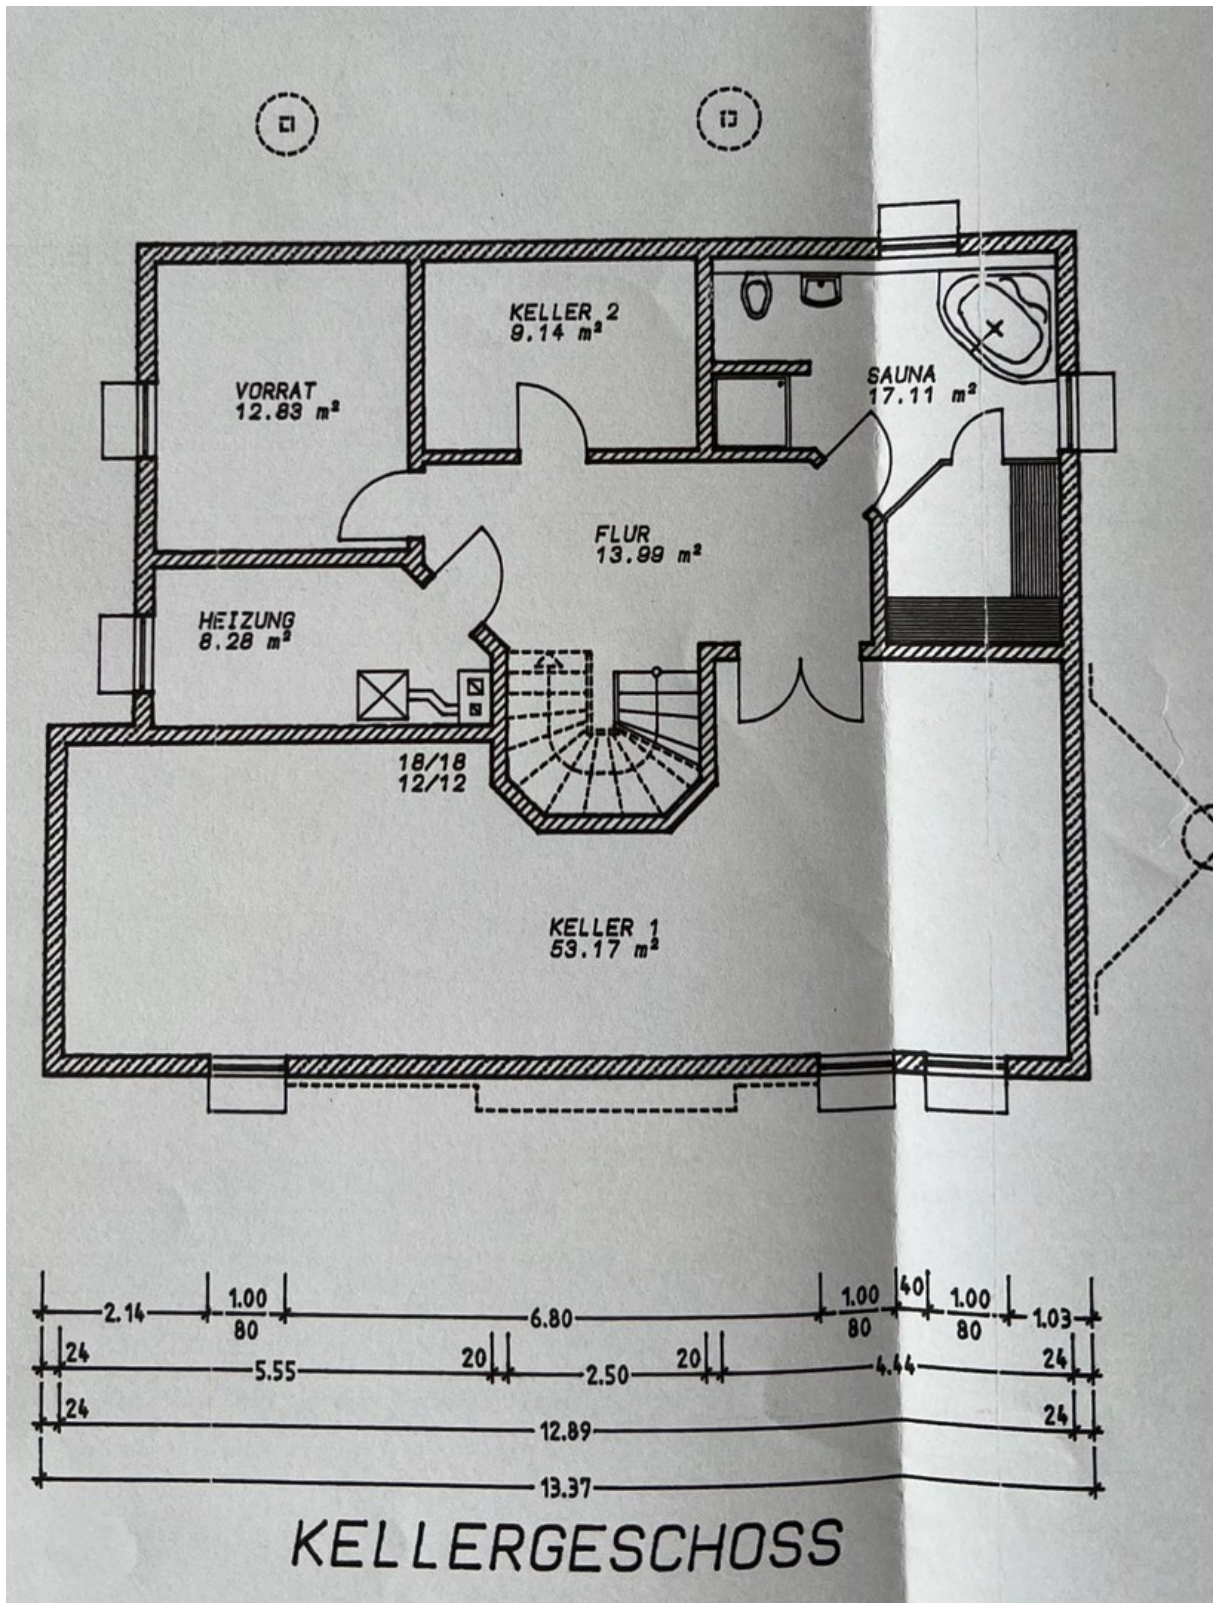 KELLER 2
9.14 m²
VORRAT
12.83 m²
SAUNA
17.11 m²
FLUR
13.99 m²
HEIZUNG
8.28 m²
18/18
12/12
KELLER 1
53.17 m²
2.14 1.00 6.80 1.00 40 1.00 1.03
80 80 80
24 5.55 20 2.50 20 4.44 24
24 12.89 24
13.37
KELLERGESCHOSS